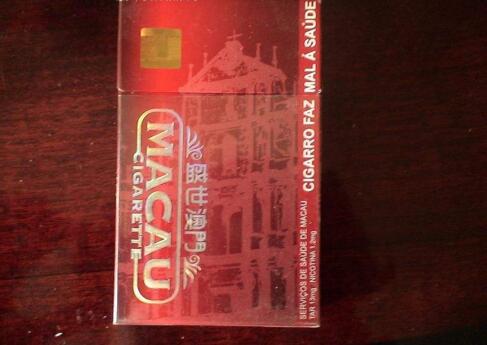 MACAU
CIGARETTE
盛世澳門
SERVIÇOS DE SAÚDE DE MACAU
TAR 13mg / NICOTINA 1.2mg
CIGARRO FAZ MAL Á SAÚDE